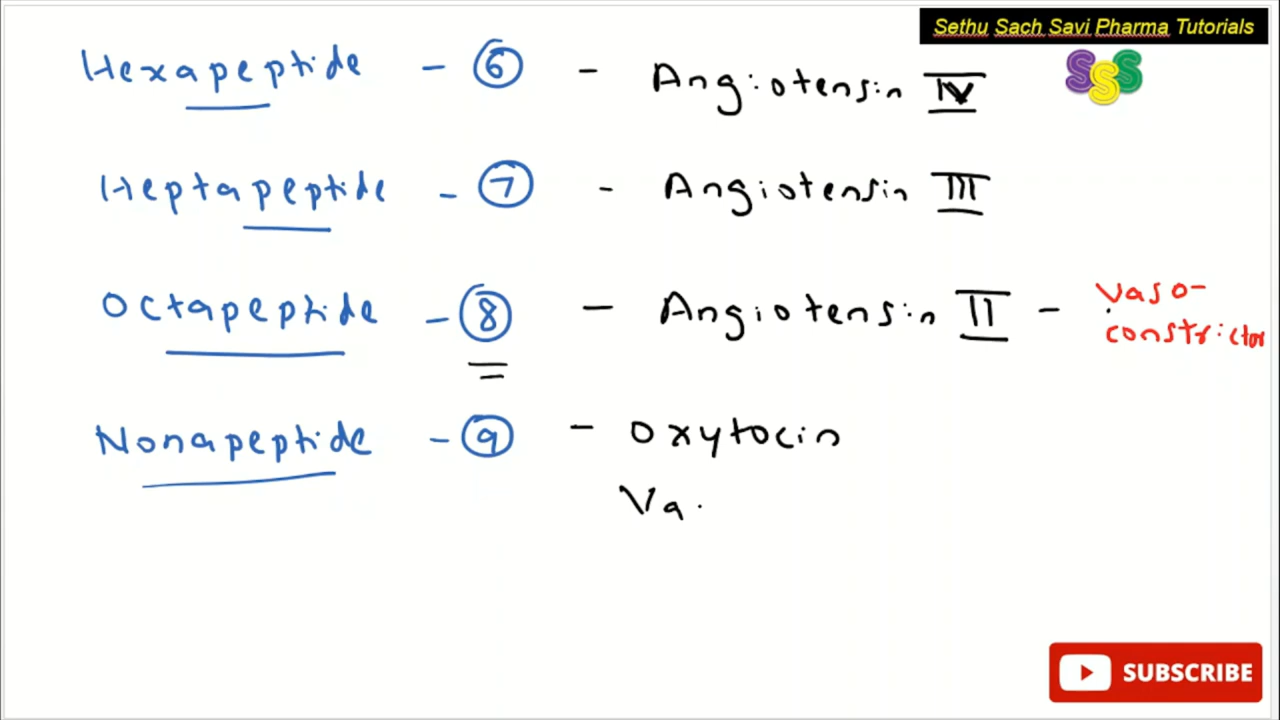 Sethu Sach Savi Pharma Tutorials
SSS
Hexapeptide - 6 - Angiotensin IV
Heptapeptide - 7 - Angiotensin III
Octapeptide - 8 - Angiotensin II - Vaso-
constrictor
Nonapeptide - 9 - Oxytocin
Va
SUBSCRIBE